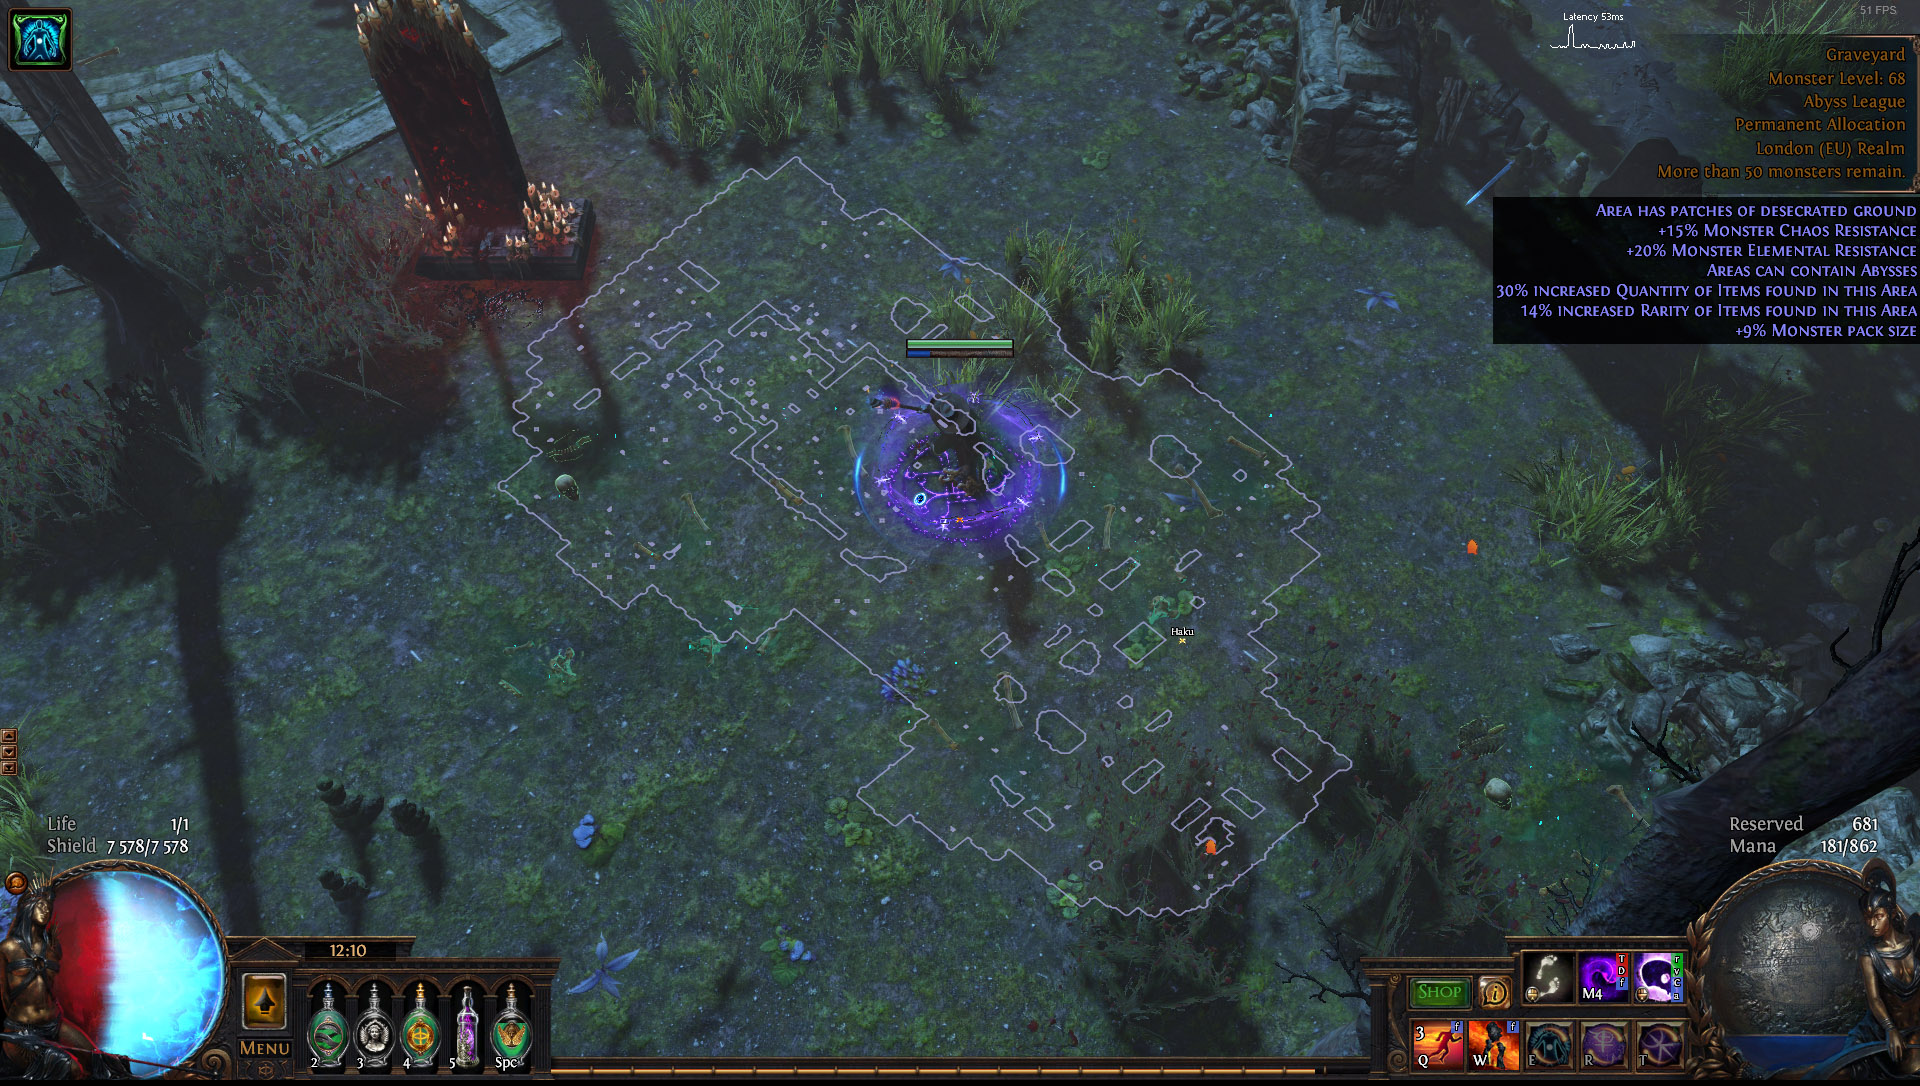 51 FPS
Latency 53ms
Graveyard
Monster Level: 68
Abyss League
Permanent Allocation
London (EU) Realm
More than 50 monsters remain.
Area has patches of desecrated ground
+15% Monster Chaos Resistance
+20% Monster Elemental Resistance
Areas can contain Abysses
30% increased Quantity of Items found in this Area
14% increased Rarity of Items found in this Area
+9% Monster pack size
Haku
Life 1/1
Shield 7 578/7 578
Reserved 681
Mana 181/862
12:10
Menu
2 3 4 5 Spc
Shop
M4
T
D
f
r
v
C
a
3 f f
Q W E R T